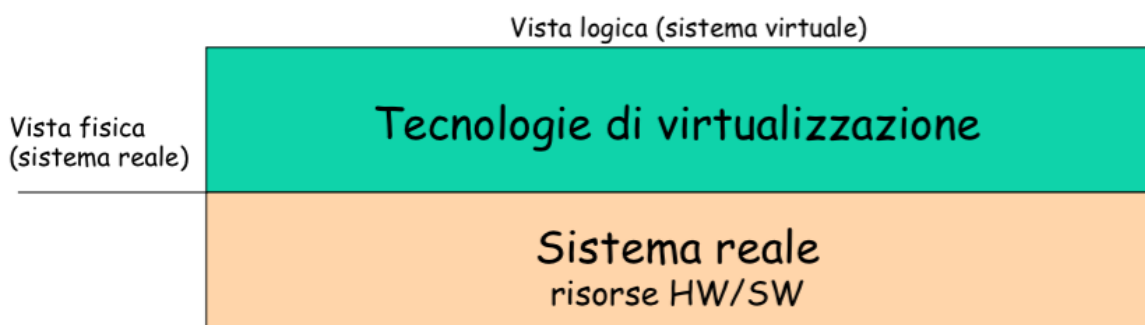 Vista logica (sistema virtuale)
Tecnologie di virtualizzazione
Vista fisica
(sistema reale)
Sistema reale
risorse HW/SW